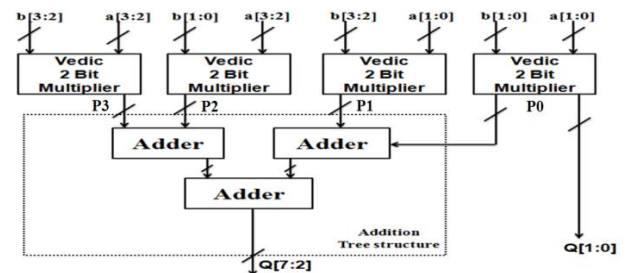 b[3:2] a[3:2] b[1:0] a[3:2] b[3:2] a[1:0] b[1:0] a[1:0]
Vedic
2 Bit
Multiplier
Vedic
2 Bit
Multiplier
Vedic
2 Bit
Multiplier
Vedic
2 Bit
Multiplier
P3 P2 P1 P0
Adder Adder
Adder
Addition
Tree structure
Q[7:2]
Q[1:0]